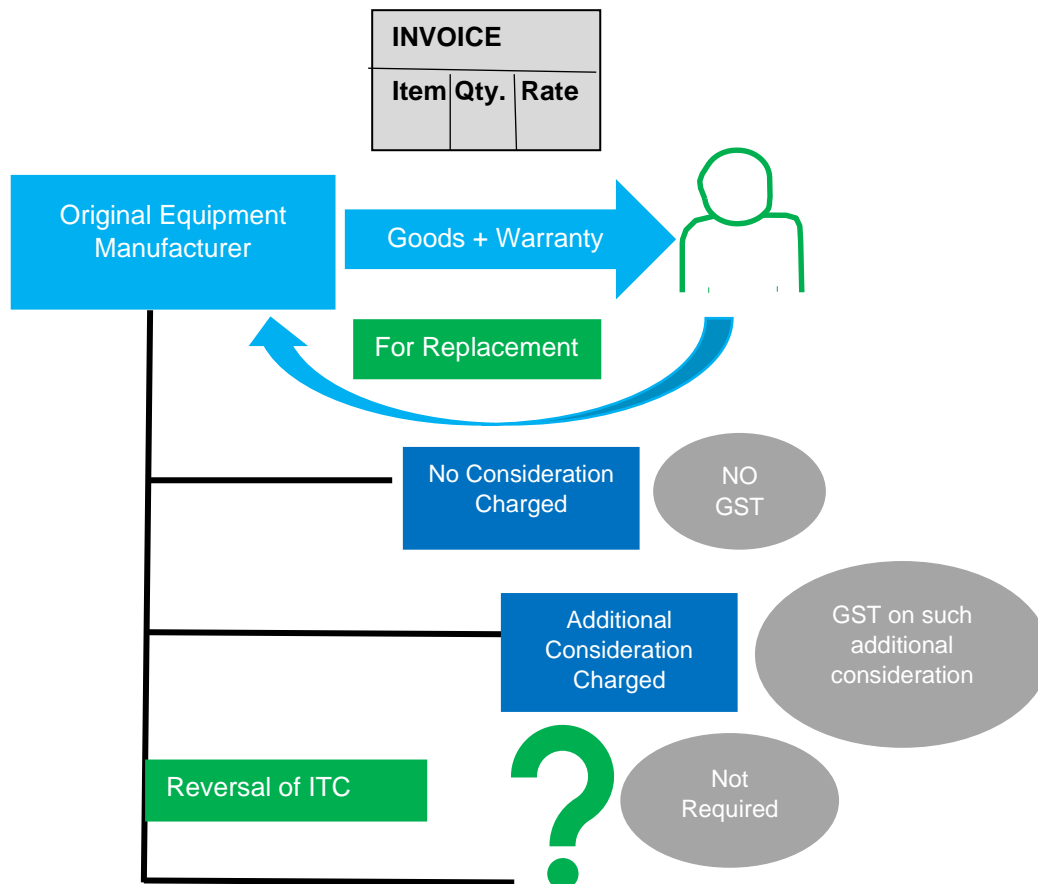 INVOICE
Item Qty. Rate
Original Equipment
Manufacturer
Goods + Warranty
For Replacement
No Consideration
Charged
NO
GST
Additional
Consideration
Charged
GST on such
additional
consideration
Reversal of ITC
?
Not
Required